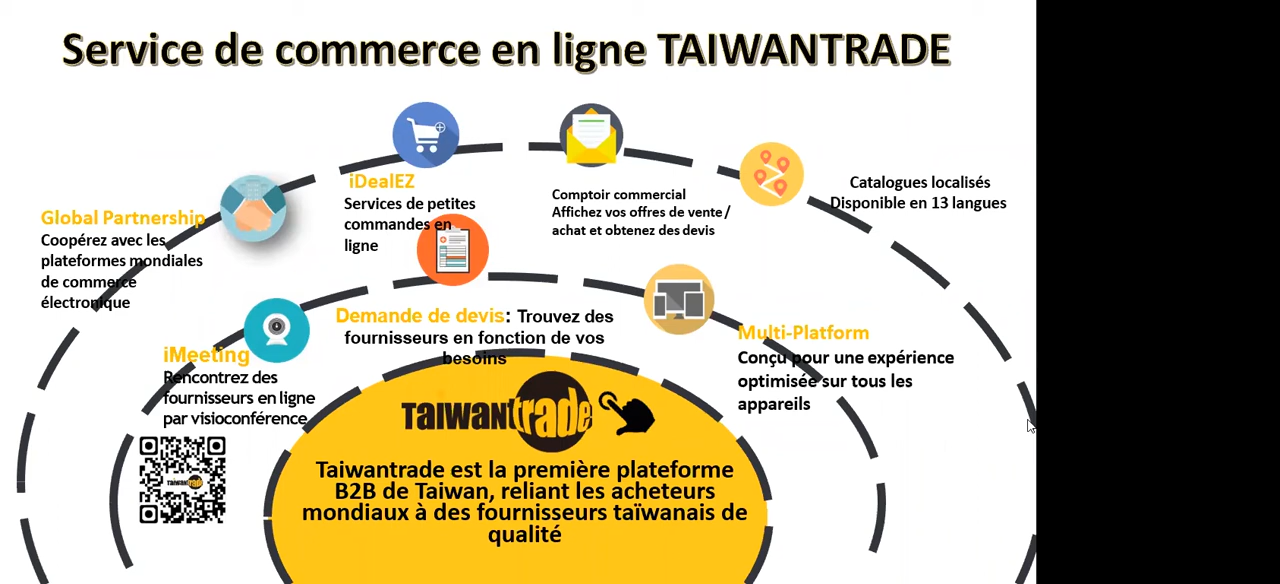 Service de commerce en ligne TAIWANTRADE
iDealEZ
Services de petites
commandes en
ligne
Comptoir commercial
Affichez vos offres de vente/
achat et obtenez des devis
Catalogues localisés
Disponible en 13 langues
Global Partnership
Coopérez avec les
plateformes mondiales
de commerce
électronique
Demande de devis: Trouvez des
fournisseurs en fonction de vos
besoins
Multi-Platform
Conçu pour une expérience
optimisée sur tous les
appareils
iMeeting
Rencontrez des
fournisseurs en ligne
par visioconférence
TAIWANtrade
TAIWANtrade
Taiwantrade est la première plateforme
B2B de Taiwan, reliant les acheteurs
mondiaux à des fournisseurs taïwanais de
qualité